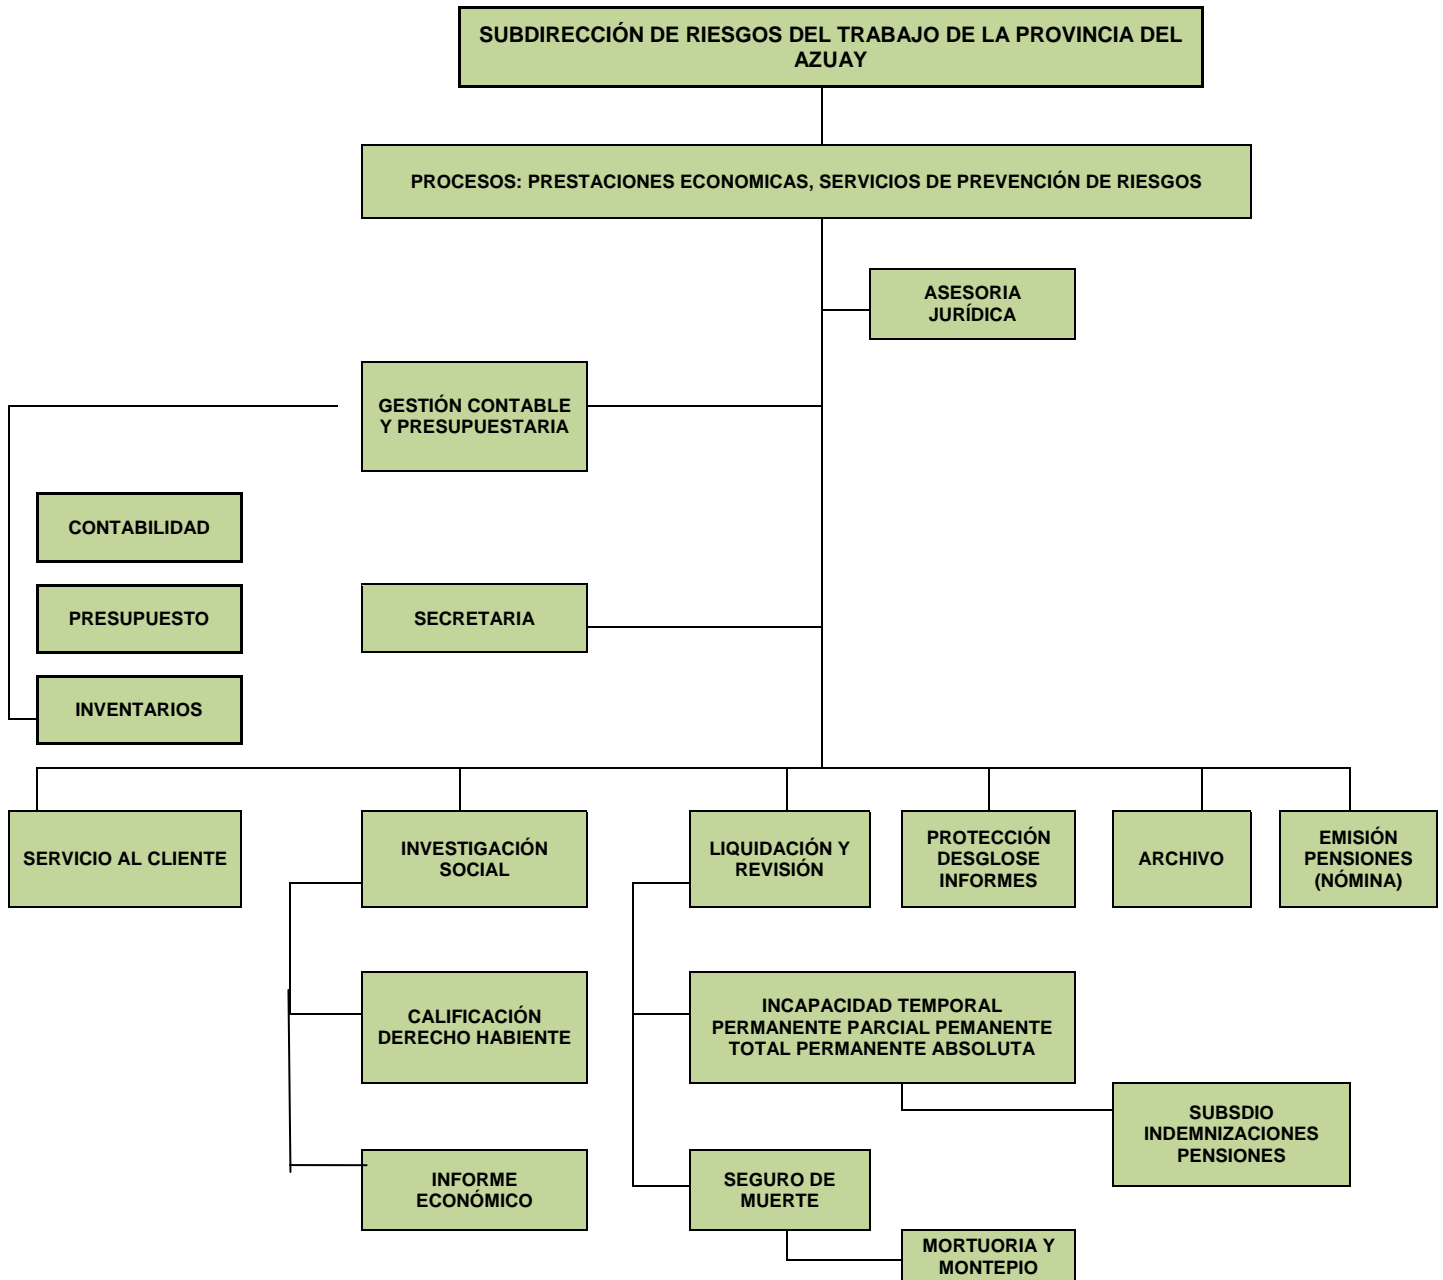 SUBDIRECCIÓN DE RIESGOS DEL TRABAJO DE LA PROVINCIA DEL
AZUAY
PROCESOS: PRESTACIONES ECONOMICAS, SERVICIOS DE PREVENCIÓN DE RIESGOS
ASESORIA
JURÍDICA
GESTIÓN CONTABLE
Y PRESUPUESTARIA
CONTABILIDAD
PRESUPUESTO
SECRETARIA
INVENTARIOS
SERVICIO AL CLIENTE
INVESTIGACIÓN
SOCIAL
LIQUIDACIÓN Y
REVISIÓN
PROTECCIÓN
DESGLOSE
INFORMES
ARCHIVO
EMISIÓN
PENSIONES
(NÓMINA)
CALIFICACIÓN
DERECHO HABIENTE
INCAPACIDAD TEMPORAL
PERMANENTE PARCIAL PEMANENTE
TOTAL PERMANENTE ABSOLUTA
SUBSDIO
INDEMNIZACIONES
PENSIONES
INFORME
ECONÓMICO
SEGURO DE
MUERTE
MORTUORIA Y
MONTEPIO